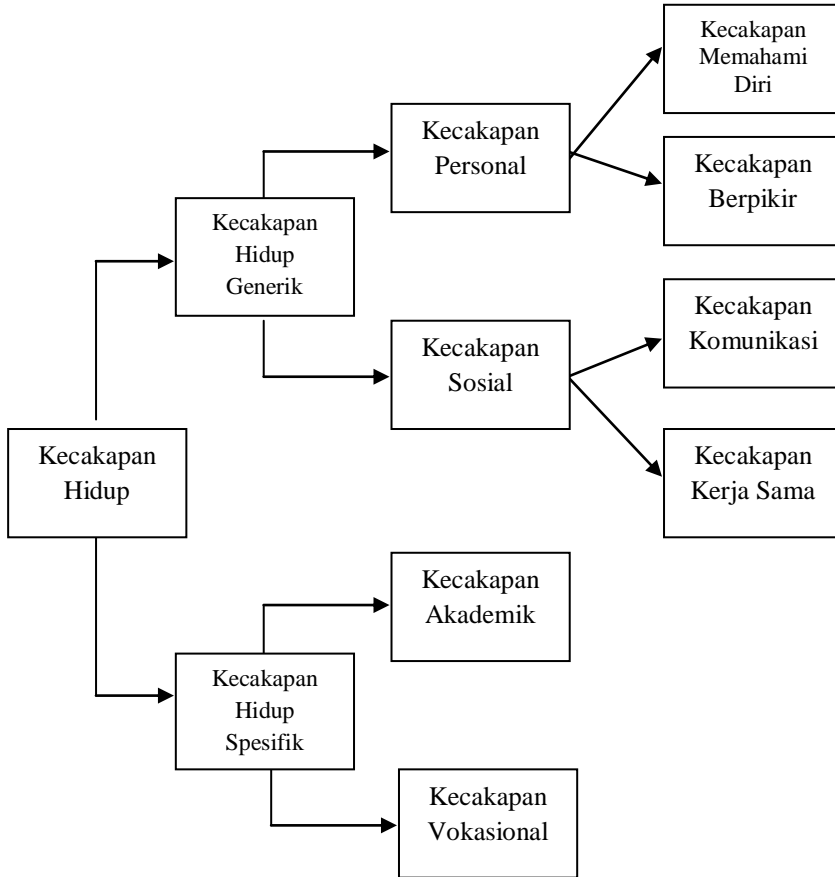 Kecakapan
Memahami
Diri
Kecakapan
Personal
Kecakapan
Berpikir
Kecakapan
Hidup
Generik
Kecakapan
Komunikasi
Kecakapan
Sosial
Kecakapan
Hidup
Kecakapan
Kerja Sama
Kecakapan
Akademik
Kecakapan
Hidup
Spesifik
Kecakapan
Vokasional